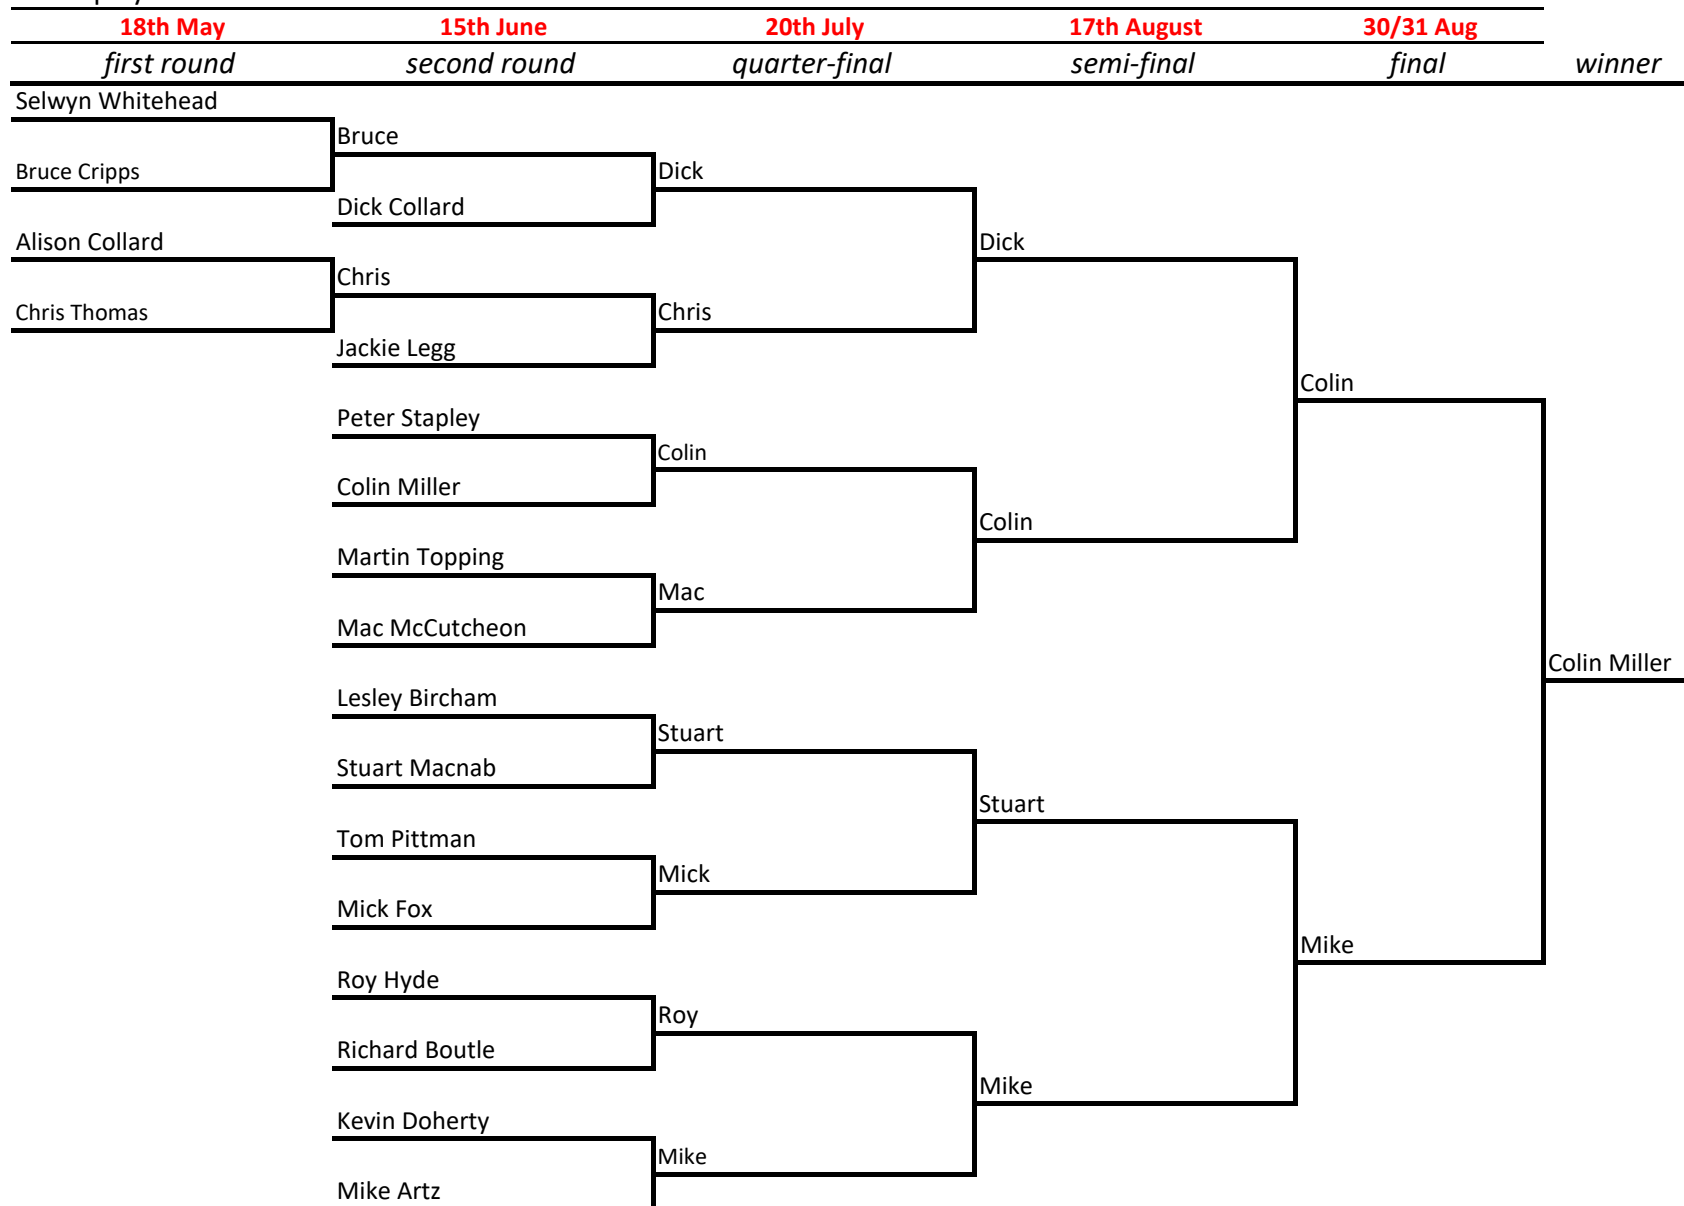 18th May 15th June 20th July 17th August 30/31 Aug
first round second round quarter-final semi-final final winner
Selwyn Whitehead
Bruce
Bruce Cripps Dick
Dick Collard
Alison Collard Dick
Chris
Chris Thomas Chris
Jackie Legg
Colin
Peter Stapley
Colin
Colin Miller
Colin
Martin Topping
Mac
Mac McCutcheon
Colin Miller
Lesley Bircham
Stuart
Stuart Macnab
Stuart
Tom Pittman
Mick
Mick Fox
Mike
Roy Hyde
Roy
Richard Boutle
Mike
Kevin Doherty
Mike
Mike Artz